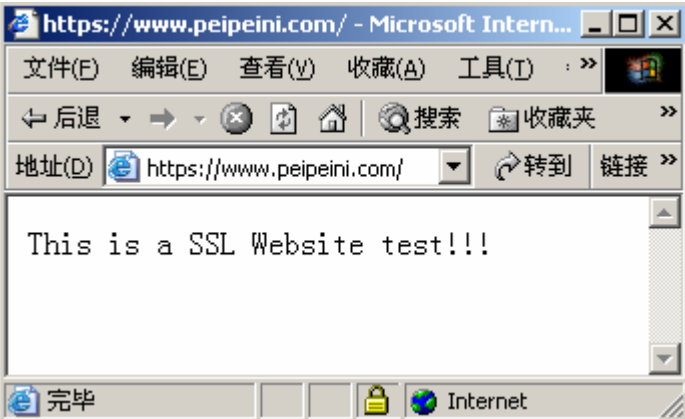 https://www.peipeini.com/ - Microsoft Intern...
文件(F) 编辑(E) 查看(V) 收藏(A) 工具(T) »
后退 搜索 收藏夹 »
地址(D) https://www.peipeini.com/ 转到 链接 »
This is a SSL Website test!!!
完毕 Internet